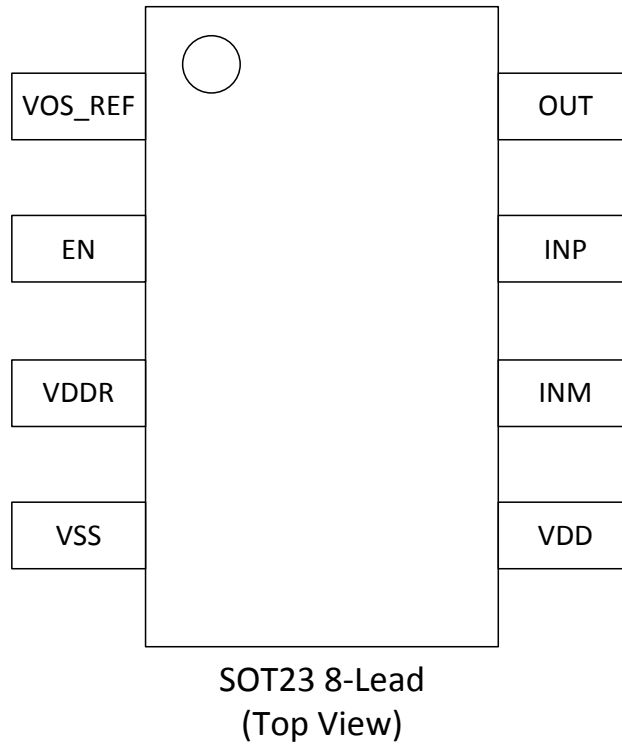 VOS_REF
OUT
EN
INP
VDDR
INM
VSS
VDD
SOT23 8-Lead
(Top View)